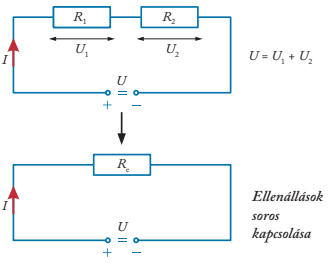 R₁ R₂
U₁ U₂
U = U₁ + U₂
I
U
+ = −
Rₑ
I
Ellenállások
soros
kapcsolása
U
+ = −